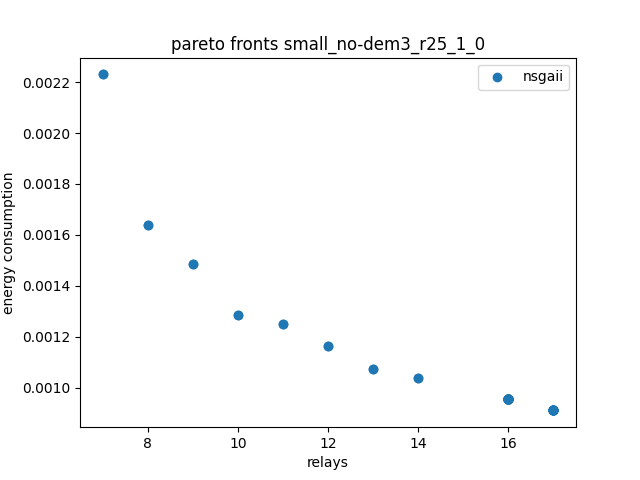 pareto fronts small_no-dem3_r25_1_0
nsgaii
energy consumption
0.0022
0.0020
0.0018
0.0016
0.0014
0.0012
0.0010
8 10 12 14 16
relays